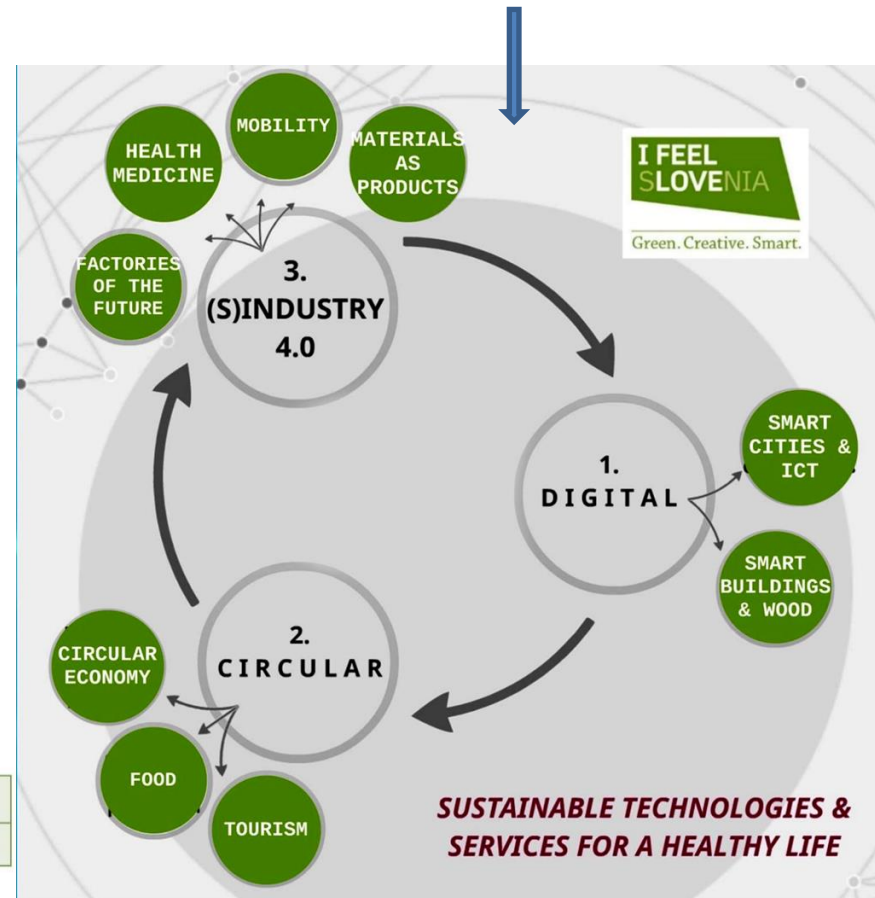 MOBILITY
HEALTH
MEDICINE
MATERIALS
AS
PRODUCTS
FACTORIES
OF THE
FUTURE
3.
(S)INDUSTRY
4.0
I FEEL
SLOVENIA
Green. Creative. Smart.
1.
DIGITAL
SMART
CITIES &
ICT
SMART
BUILDINGS
& WOOD
2.
CIRCULAR
CIRCULAR
ECONOMY
FOOD
TOURISM
SUSTAINABLE TECHNOLOGIES &
SERVICES FOR A HEALTHY LIFE